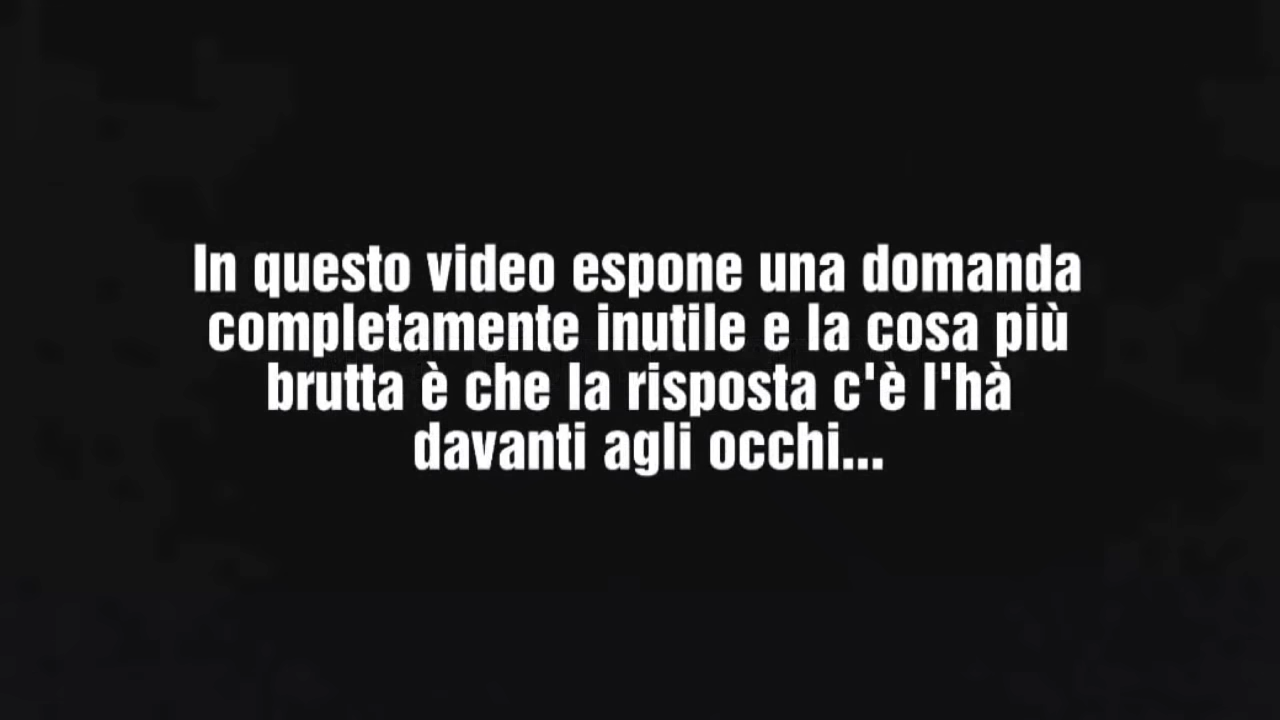 In questo video espone una domanda
completamente inutile e la cosa più
brutta è che la risposta c'è l'hà
davanti agli occhi...